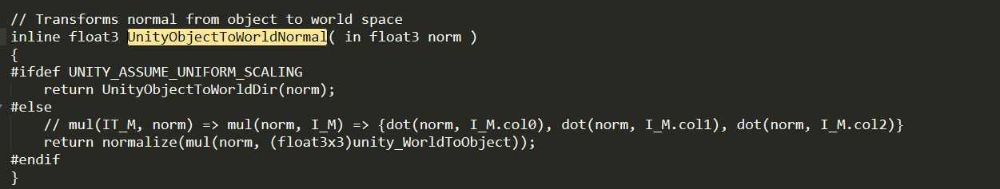 // Transforms normal from object to world space
inline float3 UnityObjectToWorldNormal( in float3 norm )
{
#ifdef UNITY_ASSUME_UNIFORM_SCALING
    return UnityObjectToWorldDir(norm);
#else
    // mul(IT_M, norm) => mul(norm, I_M) => {dot(norm, I_M.col0), dot(norm, I_M.col1), dot(norm, I_M.col2)}
    return normalize(mul(norm, (float3x3)unity_WorldToObject));
#endif
}